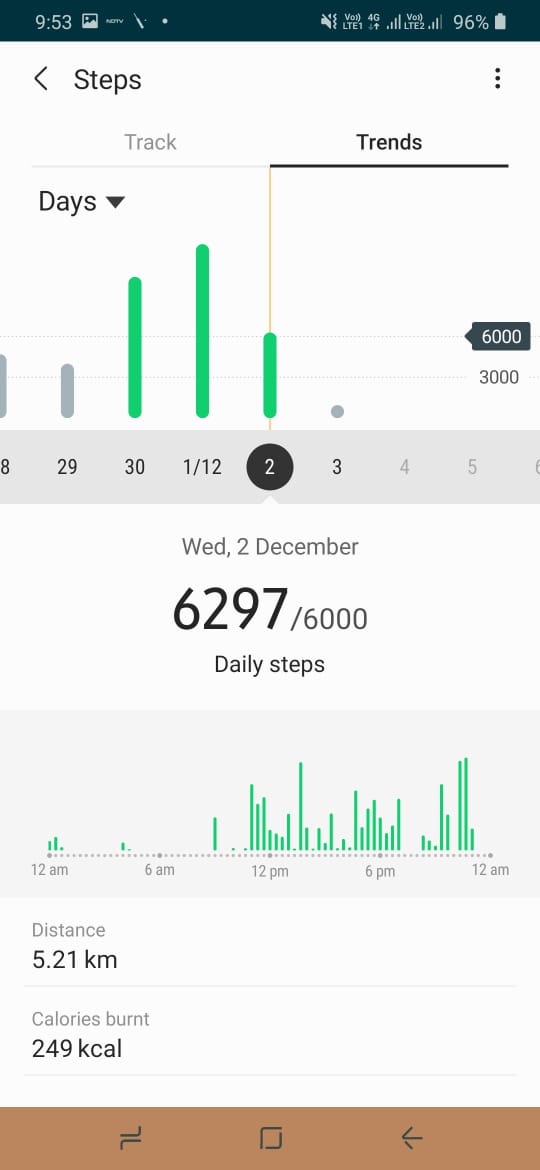 9:53 NDTV Vo)) LTE1 4G Vo)) LTE2 96%
Steps
Track Trends
Days
6000
3000
8 29 30 1/12 2 3 4 5 6
Wed, 2 December
6297/6000
Daily steps
12 am 6 am 12 pm 6 pm 12 am
Distance
5.21 km
Calories burnt
249 kcal